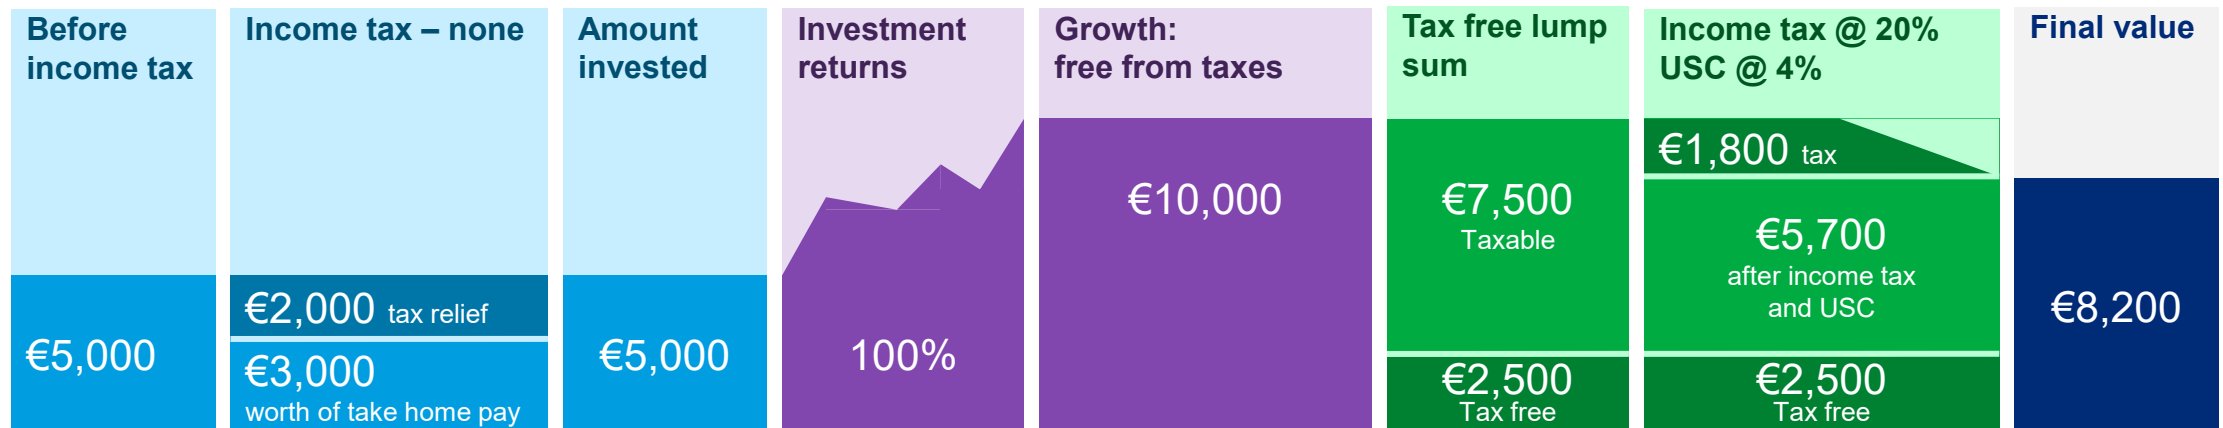 Before
income tax
€5,000
Income tax – none
€2,000 tax relief
€3,000
worth of take home pay
Amount
invested
€5,000
Investment
returns
100%
Growth:
free from taxes
€10,000
Tax free lump
sum
€7,500
Taxable
€2,500
Tax free
Income tax @ 20%
USC @ 4%
€1,800 tax
€5,700
after income tax
and USC
€2,500
Tax free
Final value
€8,200